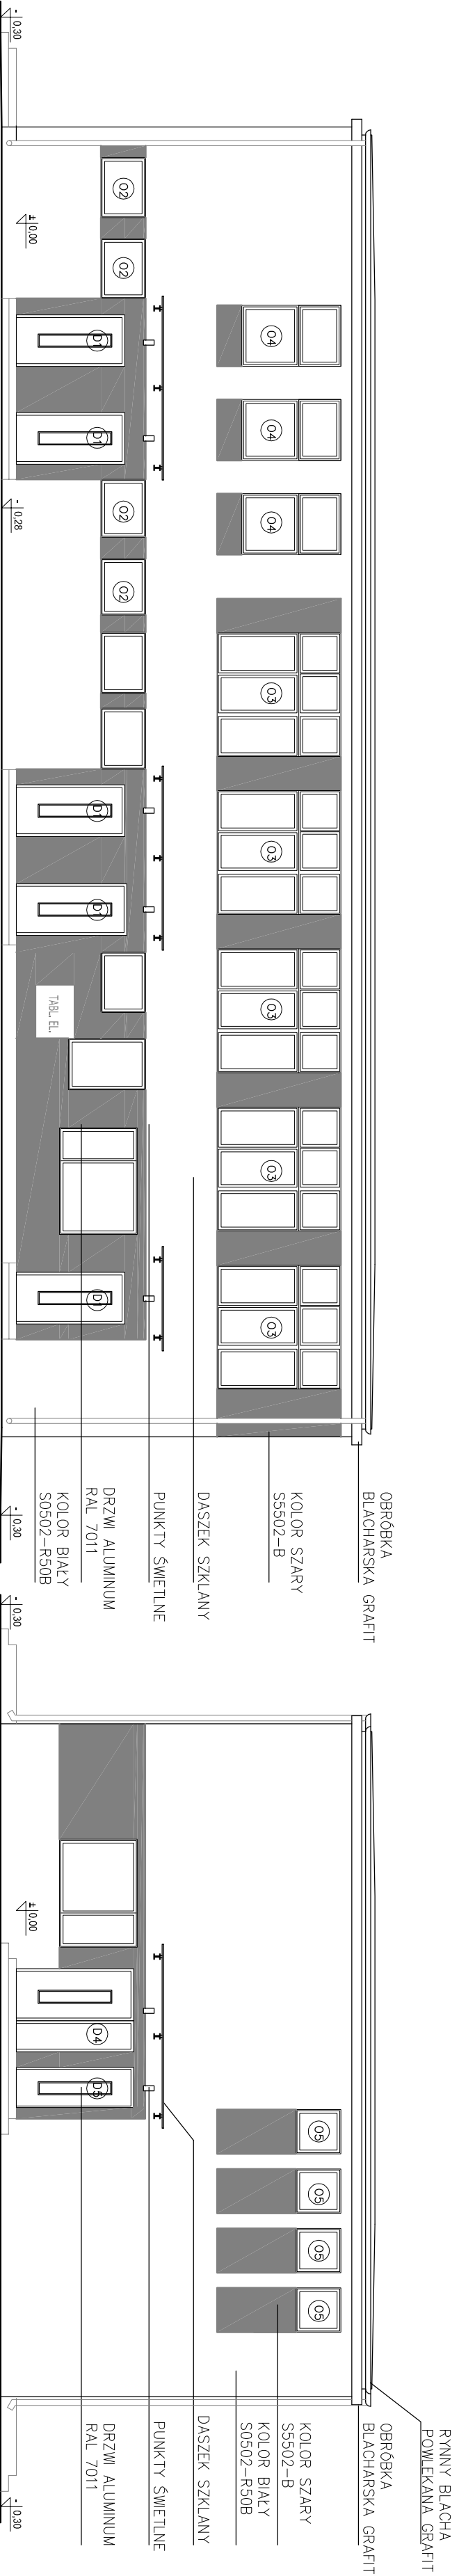 - 0,30
± 0,00
- 0,28
- 0,30
O2
O2
D1
D1
O2
O2
D1
D1
TABL. EL.
D1
O4
O4
O4
O3
O3
O3
O3
O3
OBRÓBKA
BLACHARSKA GRAFIT
KOLOR SZARY
S5502-B
DASZEK SZKLANY
PUNKTY ŚWIETLNE
DRZWI ALUMINUM
RAL 7011
KOLOR BIAŁY
S0502-R50B
- 0,30
± 0,00
- 0,30
D4
D5
O5
O5
O5
O5
RYNNY BLACHA
POWLEKANA GRAFIT
OBRÓBKA
BLACHARSKA GRAFIT
KOLOR SZARY
S5502-B
KOLOR BIAŁY
S0502-R50B
DASZEK SZKLANY
PUNKTY ŚWIETLNE
DRZWI ALUMINUM
RAL 7011